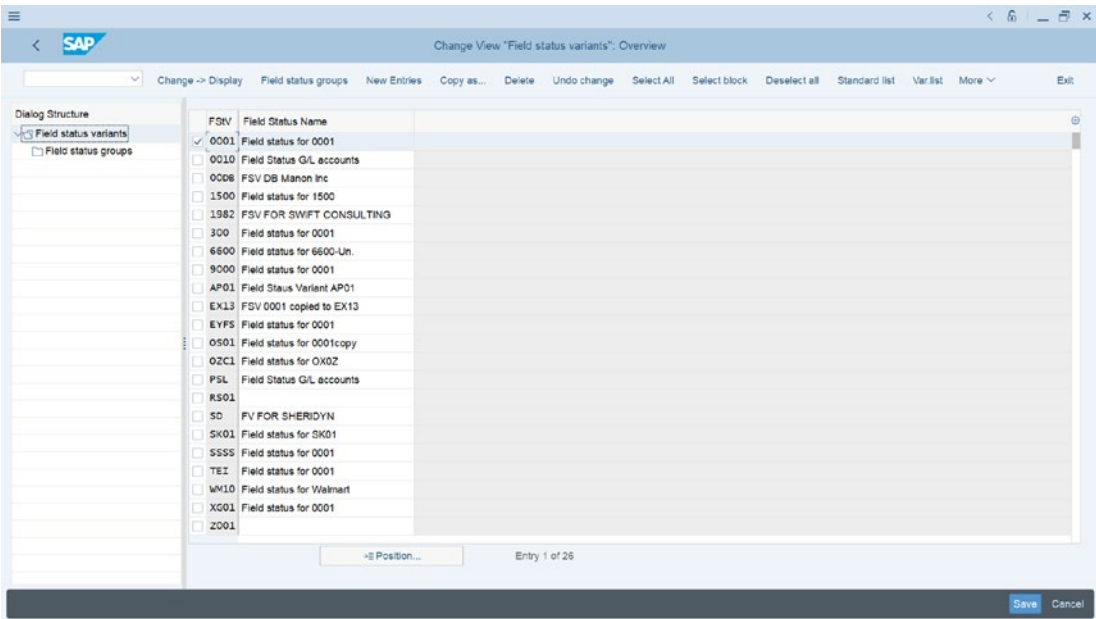 SAP
Change View "Field status variants": Overview
Change -> Display Field status groups New Entries Copy as... Delete Undo change Select All Select block Deselect all Standard list Var.list More Exit
Dialog Structure
Field status variants
Field status groups
FStV Field Status Name
0001 Field status for 0001
0010 Field Status G/L accounts
00DB FSV DB Manon Inc
1500 Field status for 1500
1982 FSV FOR SWIFT CONSULTING
300 Field status for 0001
6600 Field status for 6600-Un.
9000 Field status for 0001
AP01 Field Staus Variant AP01
EX13 FSV 0001 copied to EX13
EYFS Field status for 0001
OS01 Field status for 0001copy
OZC1 Field status for OX0Z
PSL Field Status G/L accounts
RS01
SD FV FOR SHERIDYN
SK01 Field status for SK01
SSSS Field status for 0001
TEI Field status for 0001
WM10 Field status for Walmart
XG01 Field status for 0001
Z001
Position...
Entry 1 of 26
Save Cancel